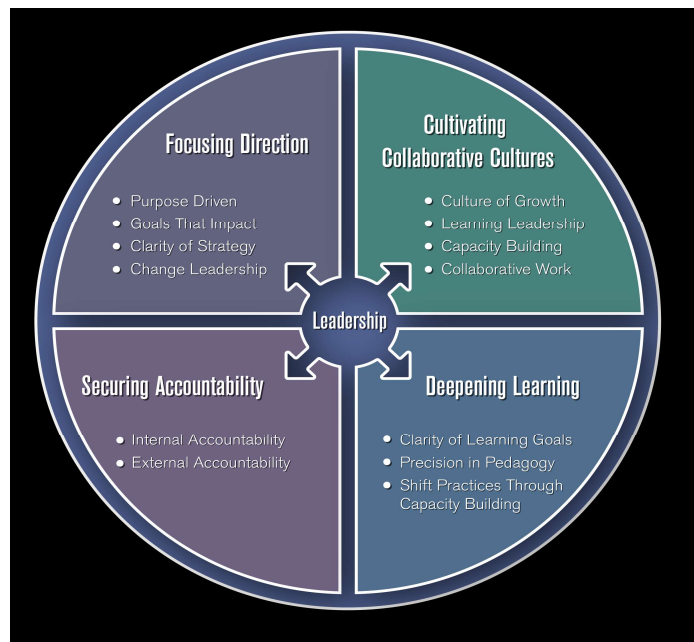 Focusing Direction
• Purpose Driven
• Goals That Impact
• Clarity of Strategy
• Change Leadership
Cultivating
Collaborative Cultures
• Culture of Growth
• Learning Leadership
• Capacity Building
• Collaborative Work
Leadership
Securing Accountability
• Internal Accountability
• External Accountability
Deepening Learning
• Clarity of Learning Goals
• Precision in Pedagogy
• Shift Practices Through
Capacity Building